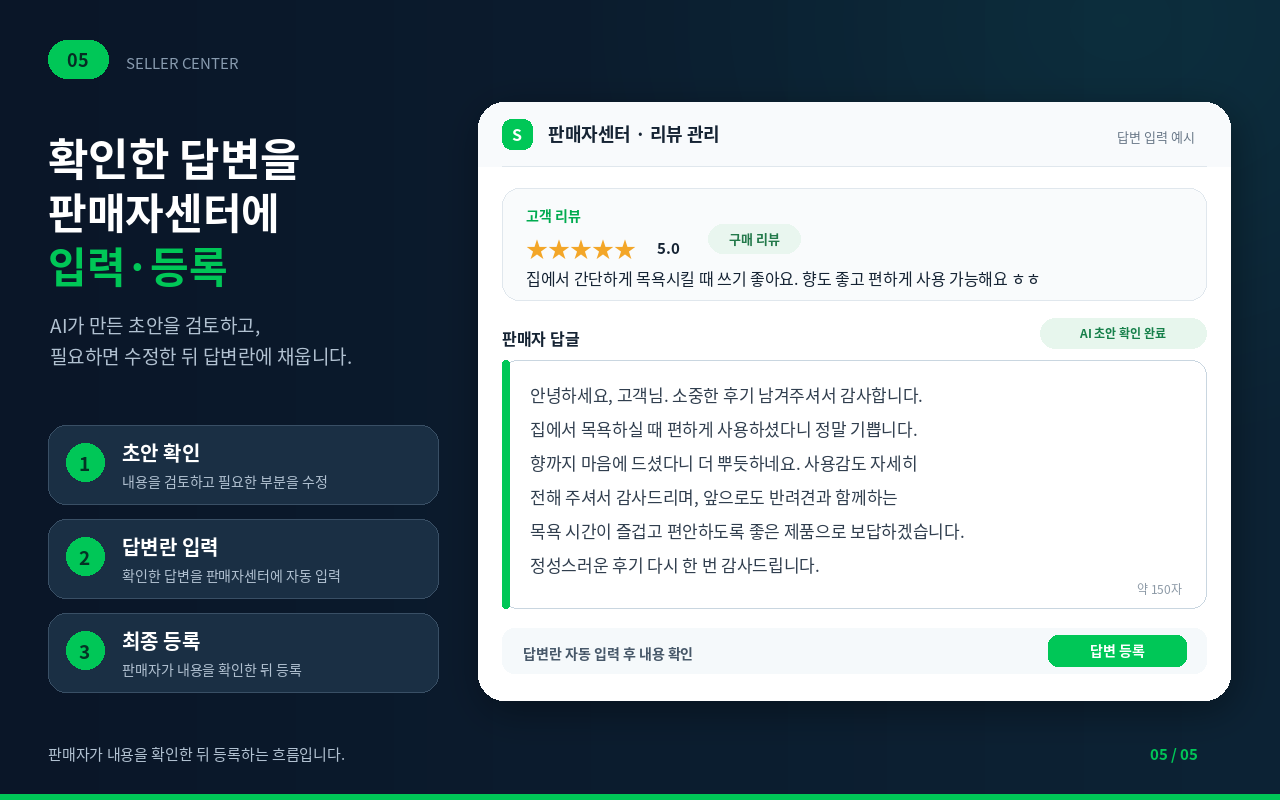 05
SELLER CENTER
확인한 답변을
판매자센터에
입력·등록
AI가 만든 초안을 검토하고,
필요하면 수정한 뒤 답변란에 채웁니다.
1
초안 확인
내용을 검토하고 필요한 부분을 수정
2
답변란 입력
확인한 답변을 판매자센터에 자동 입력
3
최종 등록
판매자가 내용을 확인한 뒤 등록
판매자가 내용을 확인한 뒤 등록하는 흐름입니다.
S
판매자센터 · 리뷰 관리
답변 입력 예시
고객 리뷰
★★★★★ 5.0
구매 리뷰
집에서 간단하게 목욕시킬 때 쓰기 좋아요. 향도 좋고 편하게 사용 가능해요 ㅎㅎ
판매자 답글
AI 초안 확인 완료
안녕하세요, 고객님. 소중한 후기 남겨주셔서 감사합니다.
집에서 목욕하실 때 편하게 사용하셨다니 정말 기쁩니다.
향까지 마음에 드셨다니 더 뿌듯하네요. 사용감도 자세히
전해 주셔서 감사드리며, 앞으로도 반려견과 함께하는
목욕 시간이 즐겁고 편안하도록 좋은 제품으로 보답하겠습니다.
정성스러운 후기 다시 한 번 감사드립니다.
약 150자
답변란 자동 입력 후 내용 확인
답변 등록
05 / 05